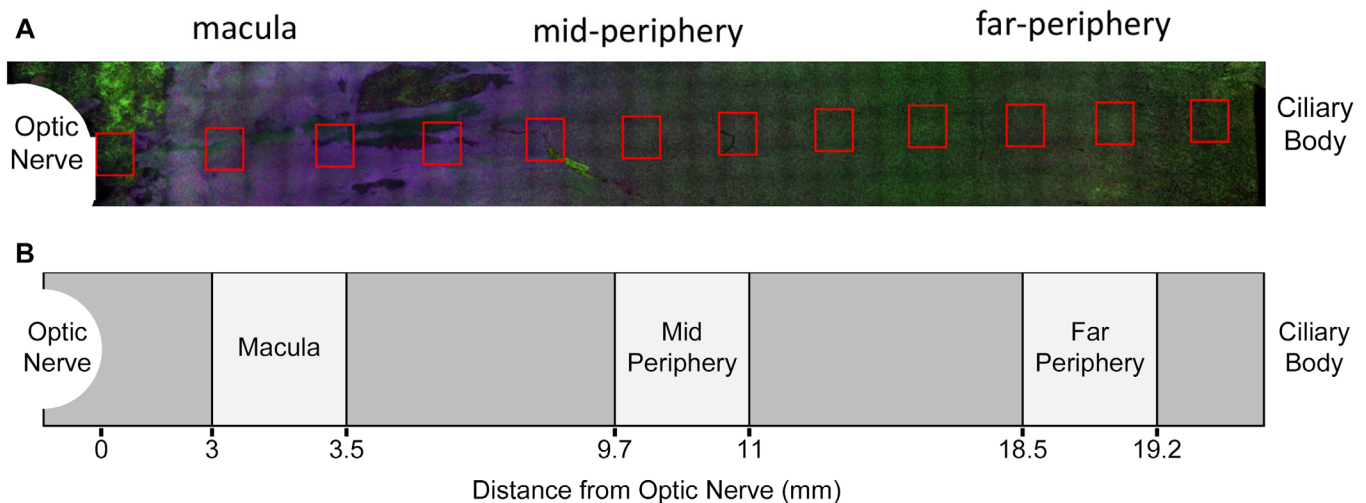 A
macula
mid-periphery
far-periphery
Optic
Nerve
Ciliary
Body
B
Optic
Nerve
Macula
Mid
Periphery
Far
Periphery
Ciliary
Body
0
3
3.5
9.7
11
18.5
19.2
Distance from Optic Nerve (mm)